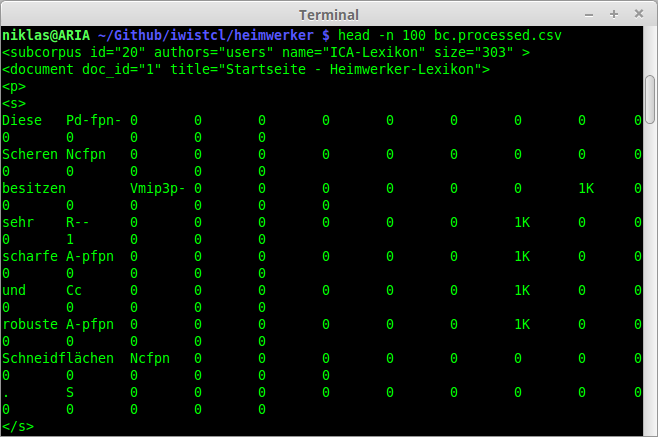 Terminal
niklas@ARIA ~/Github/iwistcl/heimwerker $ head -n 100 bc.processed.csv
<subcorpus id="20" authors="users" name="ICA-Lexikon" size="303" >
<document doc_id="1" title="Startseite - Heimwerker-Lexikon">
<p>
<s>
Diese Pd-fpn- 0 0 0 0 0 0 0 0
0 0 0 0 0
Scheren Ncfpn 0 0 0 0 0 0 0 0
0 0 0 0 0
besitzen Vmip3p- 0 0 0 0 0 0 1K 0
0 0 0 0 0 0
sehr R-- 0 0 0 0 0 0 1K 0 0
0 1 0 0 0
scharfe A-pfpn 0 0 0 0 0 0 1K 0 0
0 0 0 0
und Cc 0 0 0 0 0 0 1K 0 0
0 0 0 0 0
robuste A-pfpn 0 0 0 0 0 0 1K 0 0
0 0 0 0
Schneidflächen Ncfpn 0 0 0 0 0 0 0 0
0 0 0 0 0 0
. S 0 0 0 0 0 0 0 0 0
0 0 0 0 0
</s>